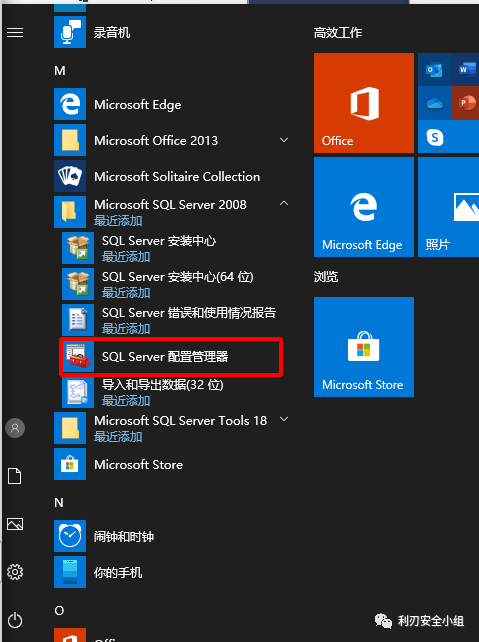 录音机
M
Microsoft Edge
Microsoft Office 2013
Microsoft Solitaire Collection
Microsoft SQL Server 2008
最近添加
SQL Server 安装中心
最近添加
SQL Server 安装中心(64 位)
最近添加
SQL Server 错误和使用情况报告
最近添加
SQL Server 配置管理器
导入和导出数据(32 位)
最近添加
Microsoft SQL Server Tools 18
最近添加
Microsoft Store
N
闹钟和时钟
你的手机
O
高效工作
Office
Microsoft Edge
照片
浏览
Microsoft Store
利刃安全小组